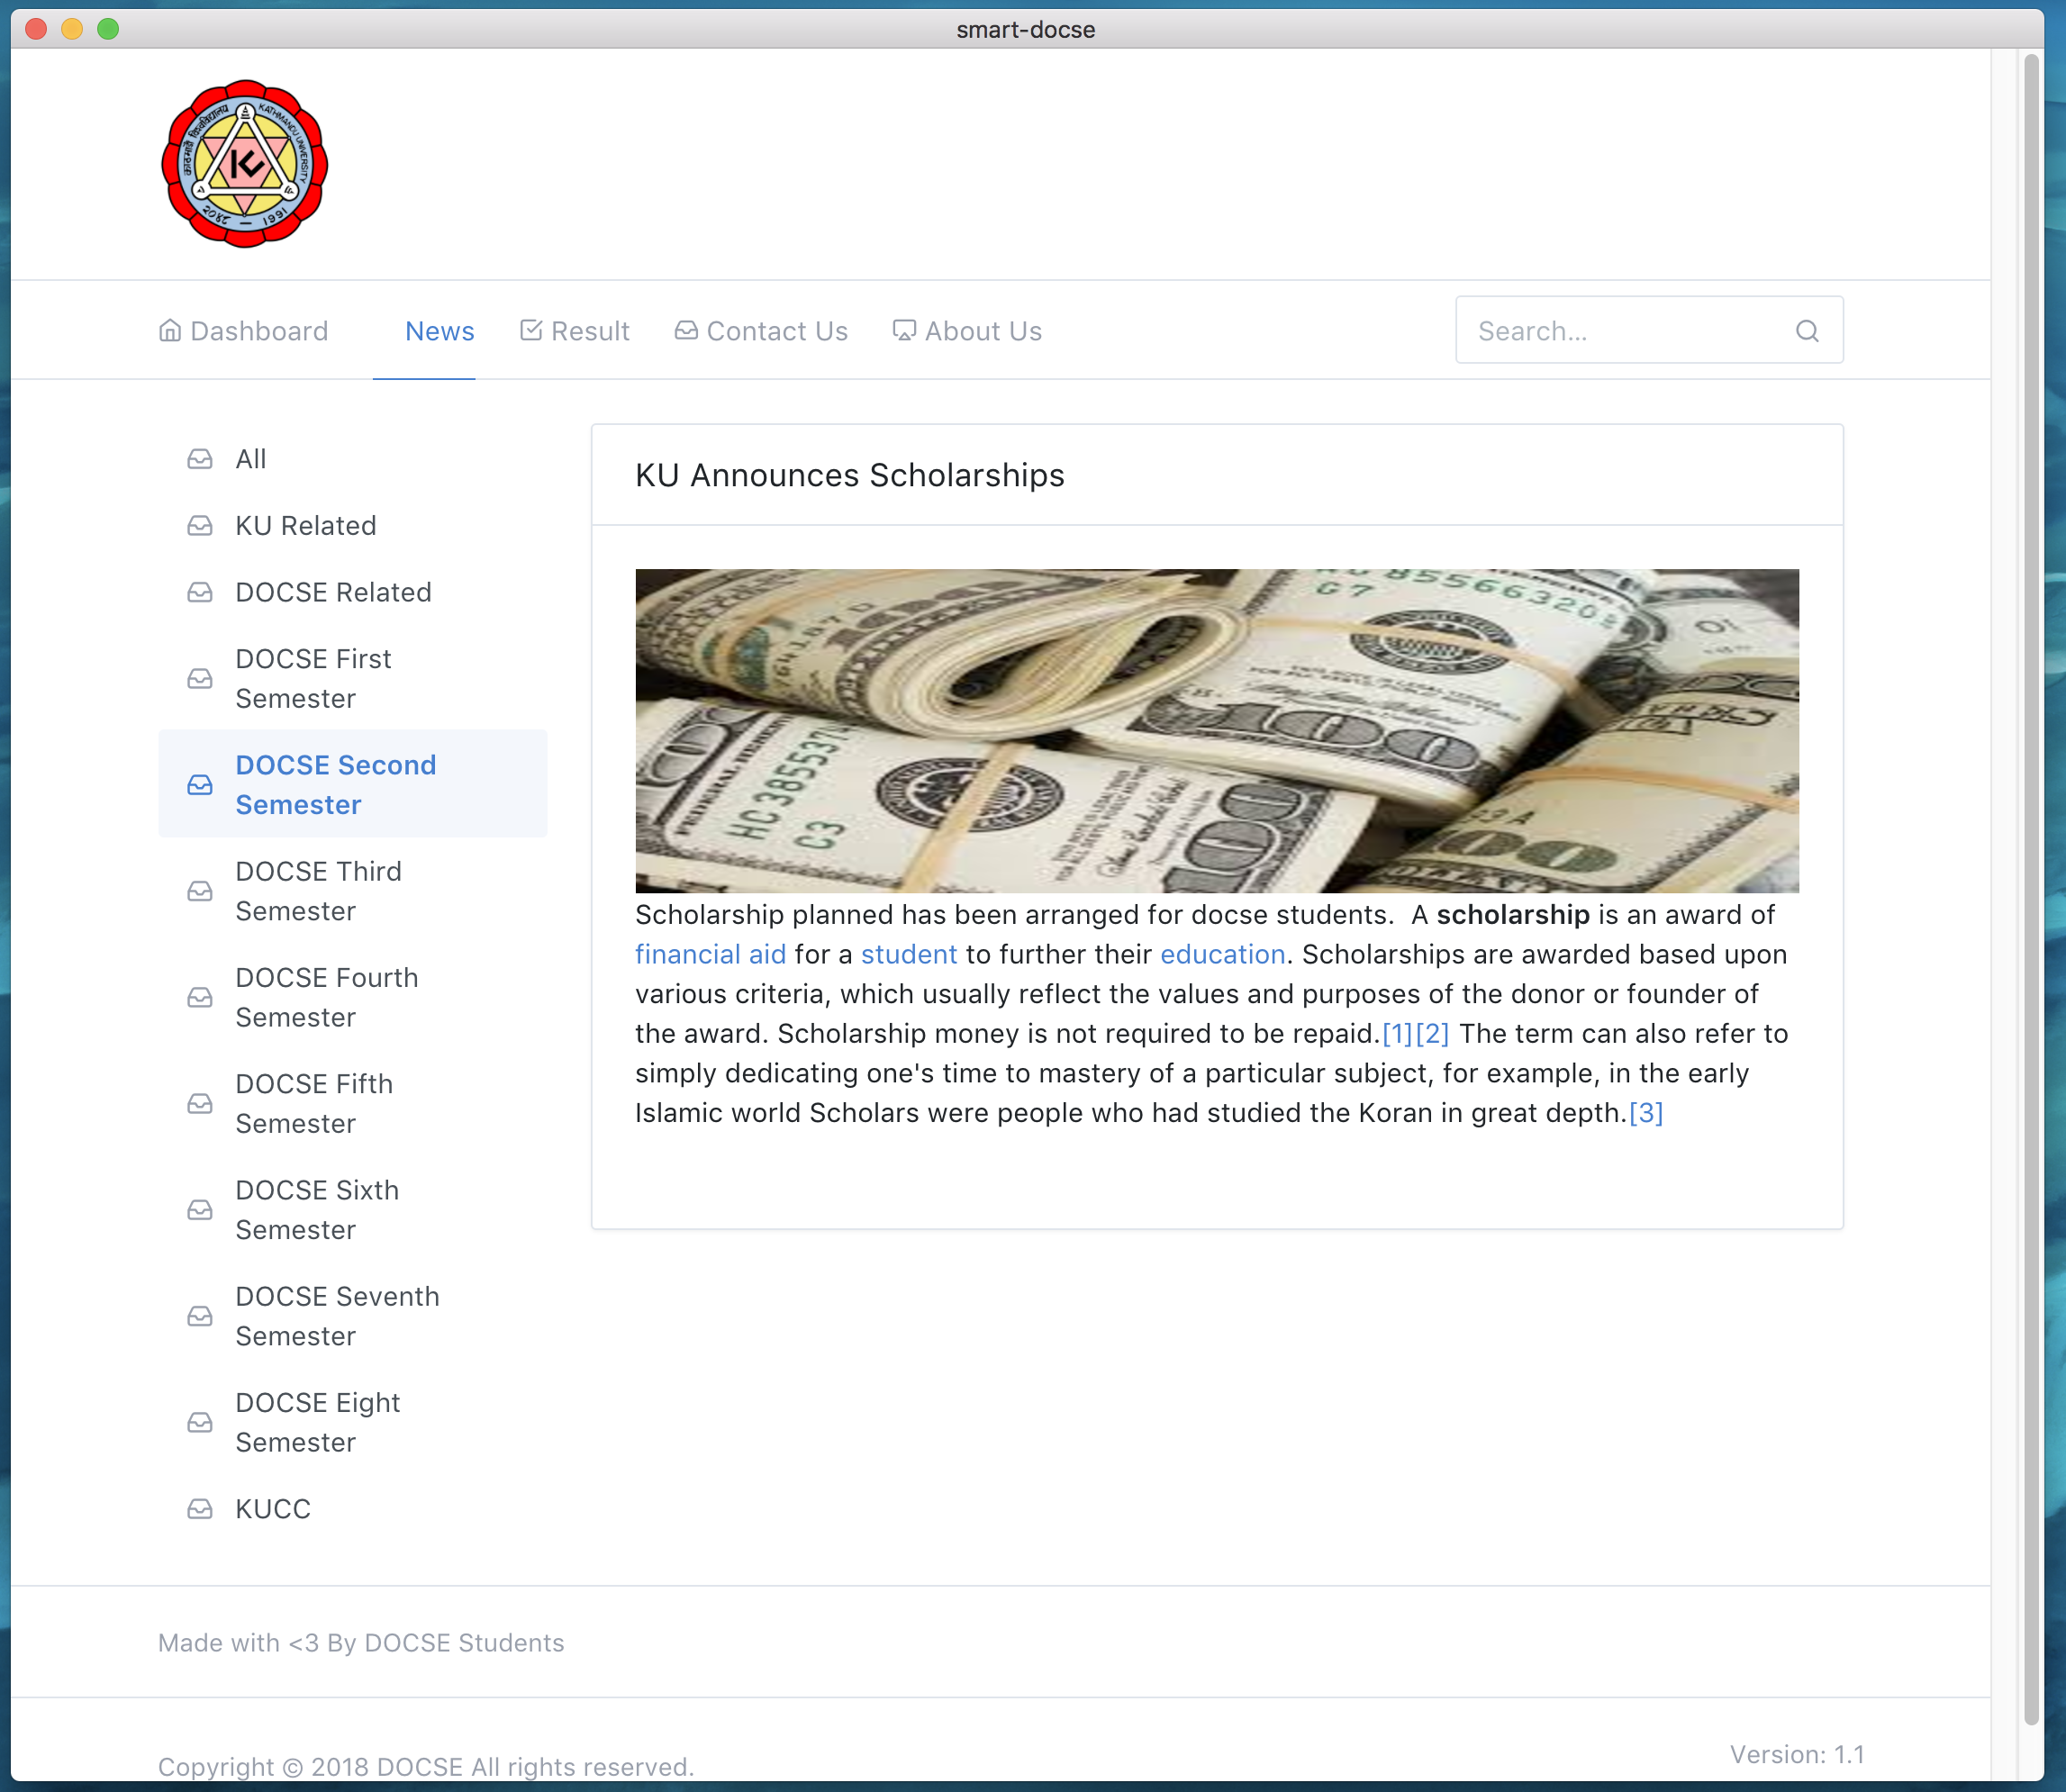 smart-docse
काठमाडौं विश्वविद्यालय KATHMANDU UNIVERSITY
KU
२०४८ — 1991
Dashboard News Result Contact Us About Us Search...
All
KU Related
DOCSE Related
DOCSE First
Semester
DOCSE Second
Semester
DOCSE Third
Semester
DOCSE Fourth
Semester
DOCSE Fifth
Semester
DOCSE Sixth
Semester
DOCSE Seventh
Semester
DOCSE Eight
Semester
KUCC
KU Announces Scholarships
G 7
HC 3855374
C3
100
100
Scholarship planned has been arranged for docse students.  A scholarship is an award of
financial aid for a student to further their education. Scholarships are awarded based upon
various criteria, which usually reflect the values and purposes of the donor or founder of
the award. Scholarship money is not required to be repaid.[1][2] The term can also refer to
simply dedicating one's time to mastery of a particular subject, for example, in the early
Islamic world Scholars were people who had studied the Koran in great depth.[3]
Made with <3 By DOCSE Students
Copyright © 2018 DOCSE All rights reserved.
Version: 1.1